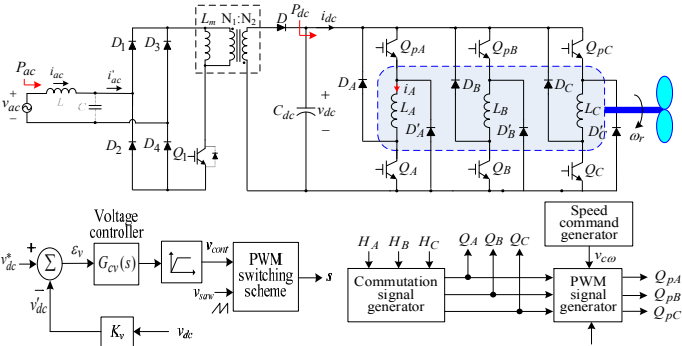 L_m N_1:N_2 D P_dc i_dc
D_1 D_3 Q_pA Q_pB Q_pC
P_ac i_ac i'_ac D_A D_B D_C
+ v_ac − L C + v_dc − C_dc i_A L_A L_B L_C
D'_A D'_B D'_C ω_r
D_2 D_4 Q_1 Q_A Q_B Q_C
Voltage
controller
v*_dc + Σ ε_v G_cv(s) v_cont
− v'_dc K_v v_dc
v_saw
PWM
switching
scheme
s
H_A H_B H_C Q_A Q_B Q_C
Commutation
signal
generator
Speed
command
generator
v_cω
PWM
signal
generator
Q_pA
Q_pB
Q_pC